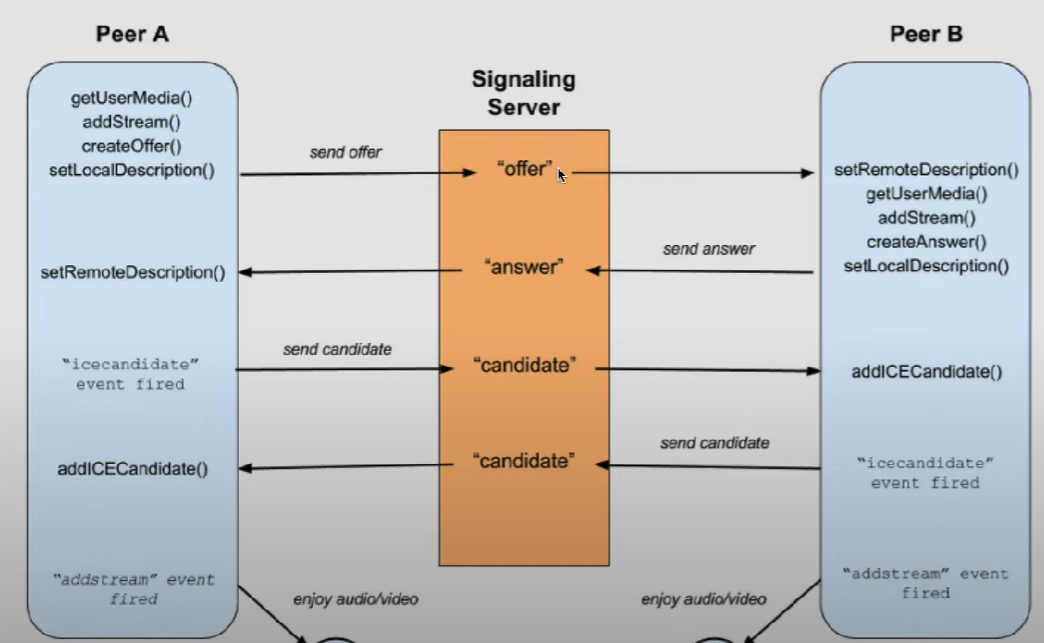 Peer A
Peer B
Signaling
Server
getUserMedia()
addStream()
createOffer()
setLocalDescription()
send offer
“offer”
setRemoteDescription()
getUserMedia()
addStream()
createAnswer()
setLocalDescription()
send answer
“answer”
setRemoteDescription()
“icecandidate”
event fired
send candidate
“candidate”
addICECandidate()
send candidate
“candidate”
addICECandidate()
“icecandidate”
event fired
“addstream” event
fired
enjoy audio/video
enjoy audio/video
“addstream” event
fired